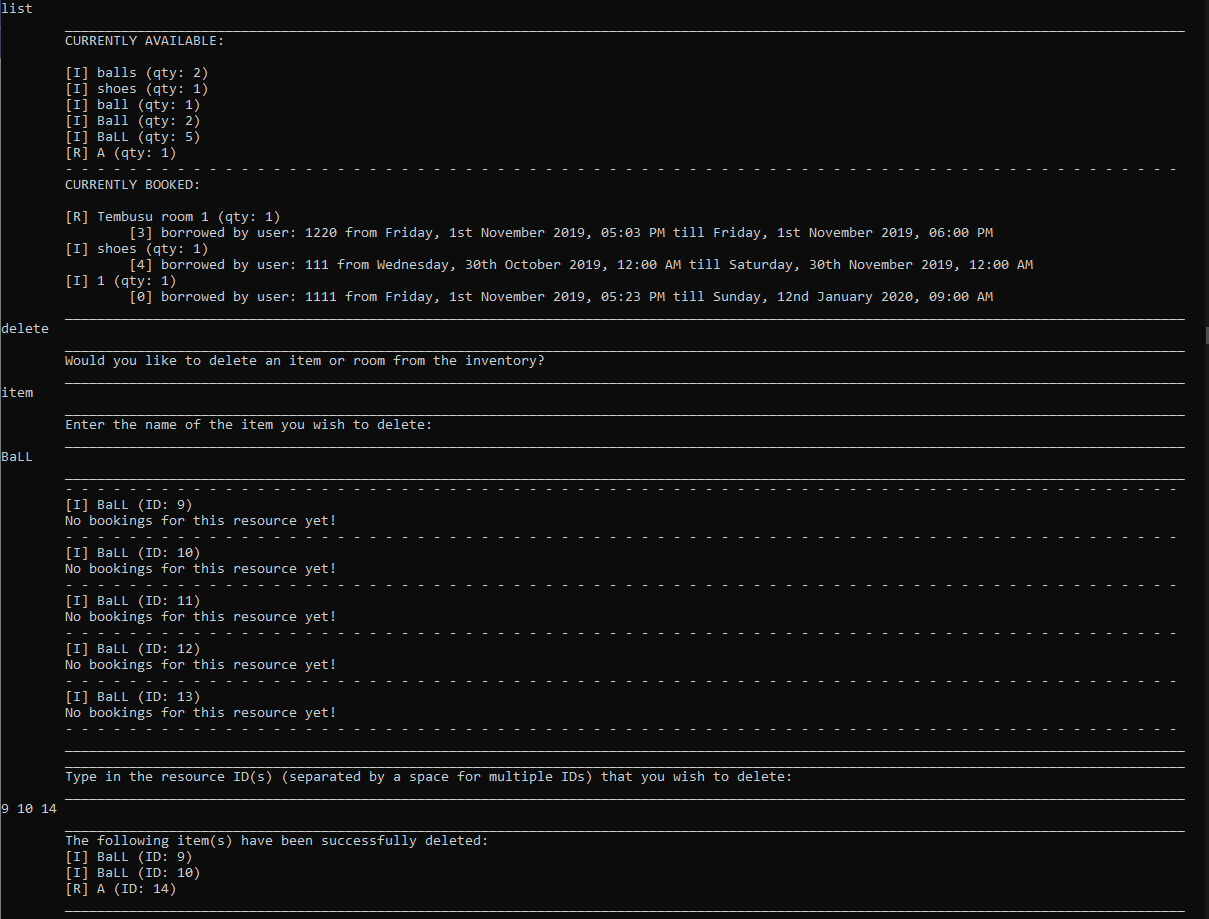 list
CURRENTLY AVAILABLE:
[I] balls (qty: 2)
[I] shoes (qty: 1)
[I] ball (qty: 1)
[I] Ball (qty: 2)
[I] BaLL (qty: 5)
[R] A (qty: 1)
CURRENTLY BOOKED:
[R] Tembusu room 1 (qty: 1)
[3] borrowed by user: 1220 from Friday, 1st November 2019, 05:03 PM till Friday, 1st November 2019, 06:00 PM
[I] shoes (qty: 1)
[4] borrowed by user: 111 from Wednesday, 30th October 2019, 12:00 AM till Saturday, 30th November 2019, 12:00 AM
[I] 1 (qty: 1)
[0] borrowed by user: 1111 from Friday, 1st November 2019, 05:23 PM till Sunday, 12nd January 2020, 09:00 AM
delete
Would you like to delete an item or room from the inventory?
item
Enter the name of the item you wish to delete:
BaLL
[I] BaLL (ID: 9)
No bookings for this resource yet!
[I] BaLL (ID: 10)
No bookings for this resource yet!
[I] BaLL (ID: 11)
No bookings for this resource yet!
[I] BaLL (ID: 12)
No bookings for this resource yet!
[I] BaLL (ID: 13)
No bookings for this resource yet!
Type in the resource ID(s) (separated by a space for multiple IDs) that you wish to delete:
9 10 14
The following item(s) have been successfully deleted:
[I] BaLL (ID: 9)
[I] BaLL (ID: 10)
[R] A (ID: 14)